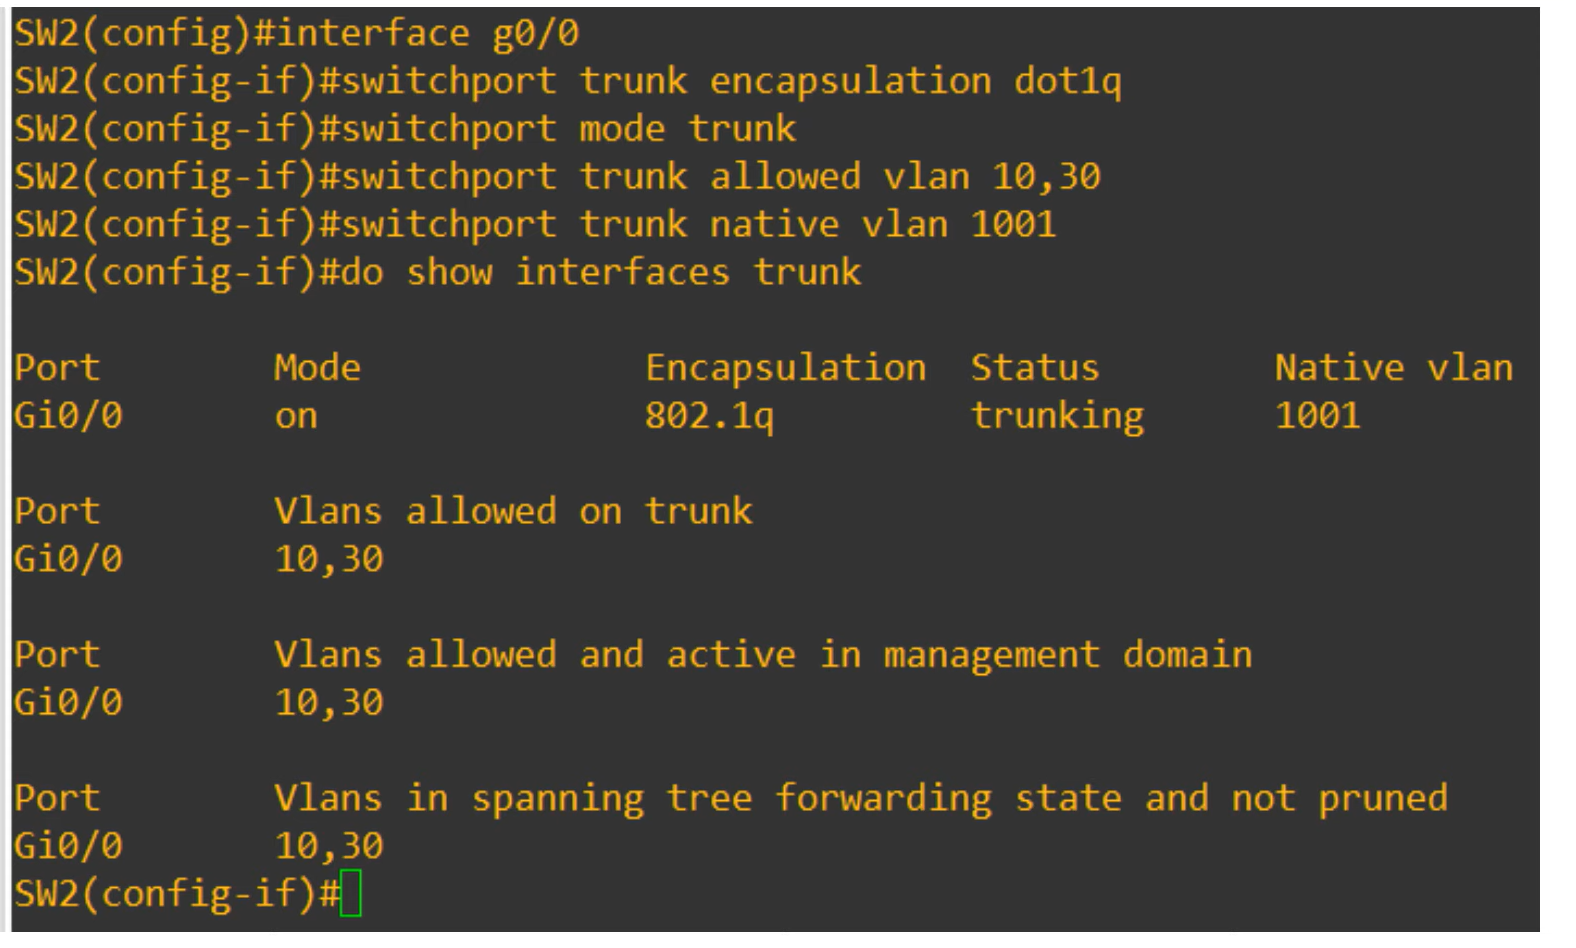 SW2(config)#interface g0/0
SW2(config-if)#switchport trunk encapsulation dot1q
SW2(config-if)#switchport mode trunk
SW2(config-if)#switchport trunk allowed vlan 10,30
SW2(config-if)#switchport trunk native vlan 1001
SW2(config-if)#do show interfaces trunk
Port Mode Encapsulation Status Native vlan
Gi0/0 on 802.1q trunking 1001
Port Vlans allowed on trunk
Gi0/0 10,30
Port Vlans allowed and active in management domain
Gi0/0 10,30
Port Vlans in spanning tree forwarding state and not pruned
Gi0/0 10,30
SW2(config-if)#